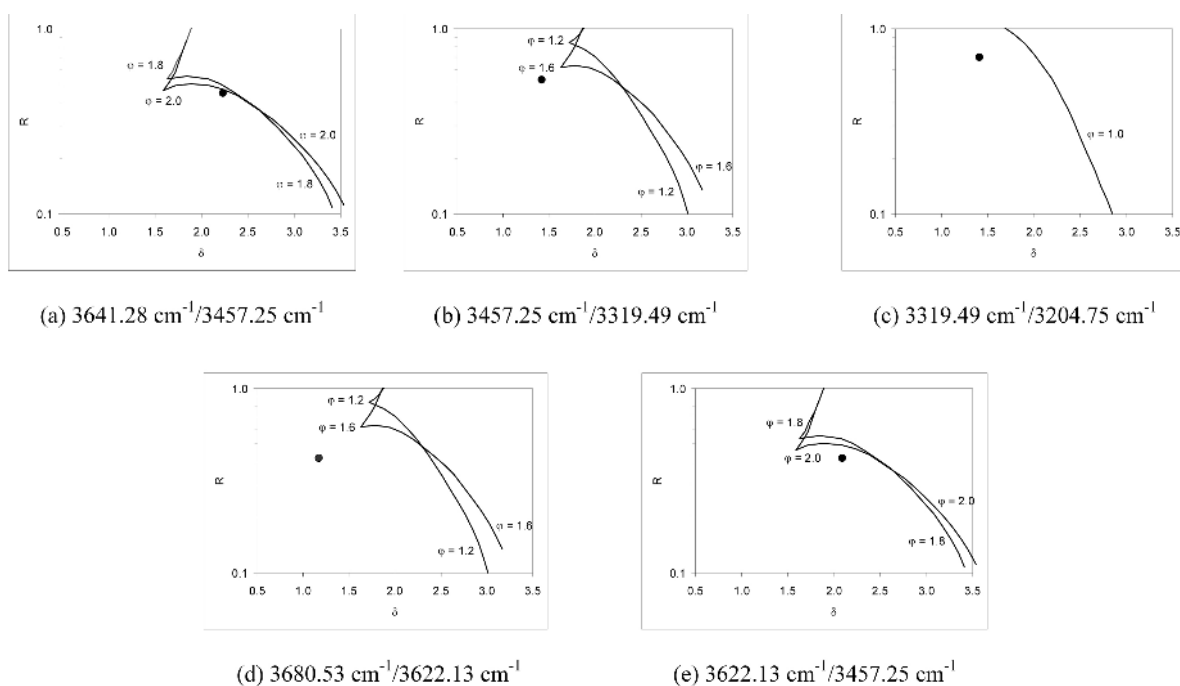 1.0
φ = 2.0
= 1.8
= 2.0
= 1.8
R
0.1
0.5 1.0 1.5 2.0 2.5 3.0 3.5
δ
(a) 3641.28 cm⁻¹/3457.25 cm⁻¹
1.0
φ = 1.2
φ = 1.6
R
φ = 1.6
φ = 1.2
0.1
0.5 1.0 1.5 2.0 2.5 3.0 3.5
δ
(b) 3457.25 cm⁻¹/3319.49 cm⁻¹
1.0
R
φ = 1.0
0.1
0.5 1.0 1.5 2.0 2.5 3.0 3.5
δ
(c) 3319.49 cm⁻¹/3204.75 cm⁻¹
1.0
φ = 1.2
φ = 1.6
R
φ = 1.6
φ = 1.2
0.1
0.5 1.0 1.5 2.0 2.5 3.0 3.5
δ
(d) 3680.53 cm⁻¹/3622.13 cm⁻¹
1.0
φ = 1.8
φ = 2.0
R
φ = 2.0
φ = 1.8
0.1
0.5 1.0 1.5 2.0 2.5 3.0 3.5
δ
(e) 3622.13 cm⁻¹/3457.25 cm⁻¹